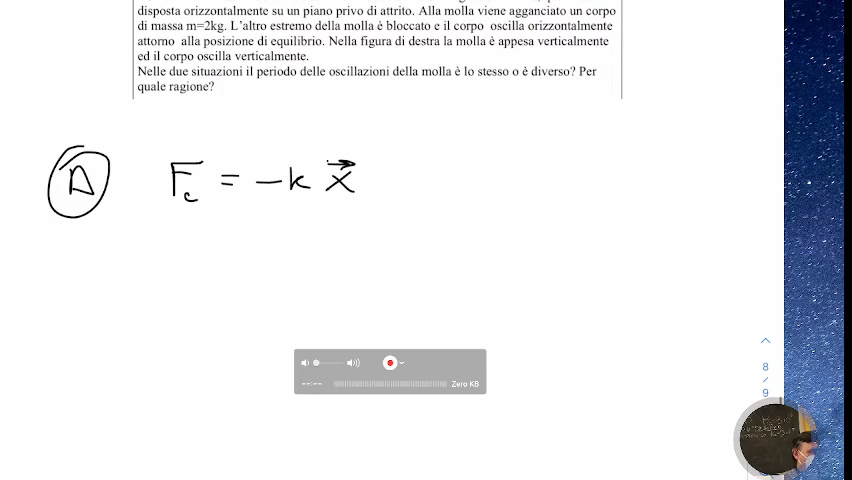 disposta orizzontalmente su un piano privo di attrito. Alla molla viene agganciato un corpo
di massa m=2kg. L'altro estremo della molla è bloccato e il corpo oscilla orizzontalmente
attorno alla posizione di equilibrio. Nella figura di destra la molla è appesa verticalmente
ed il corpo oscilla verticalmente.
Nelle due situazioni il periodo delle oscillazioni della molla è lo stesso o è diverso? Per
quale ragione?
A F_c = -k x⃗
--:--
Zero KB
8
/
9